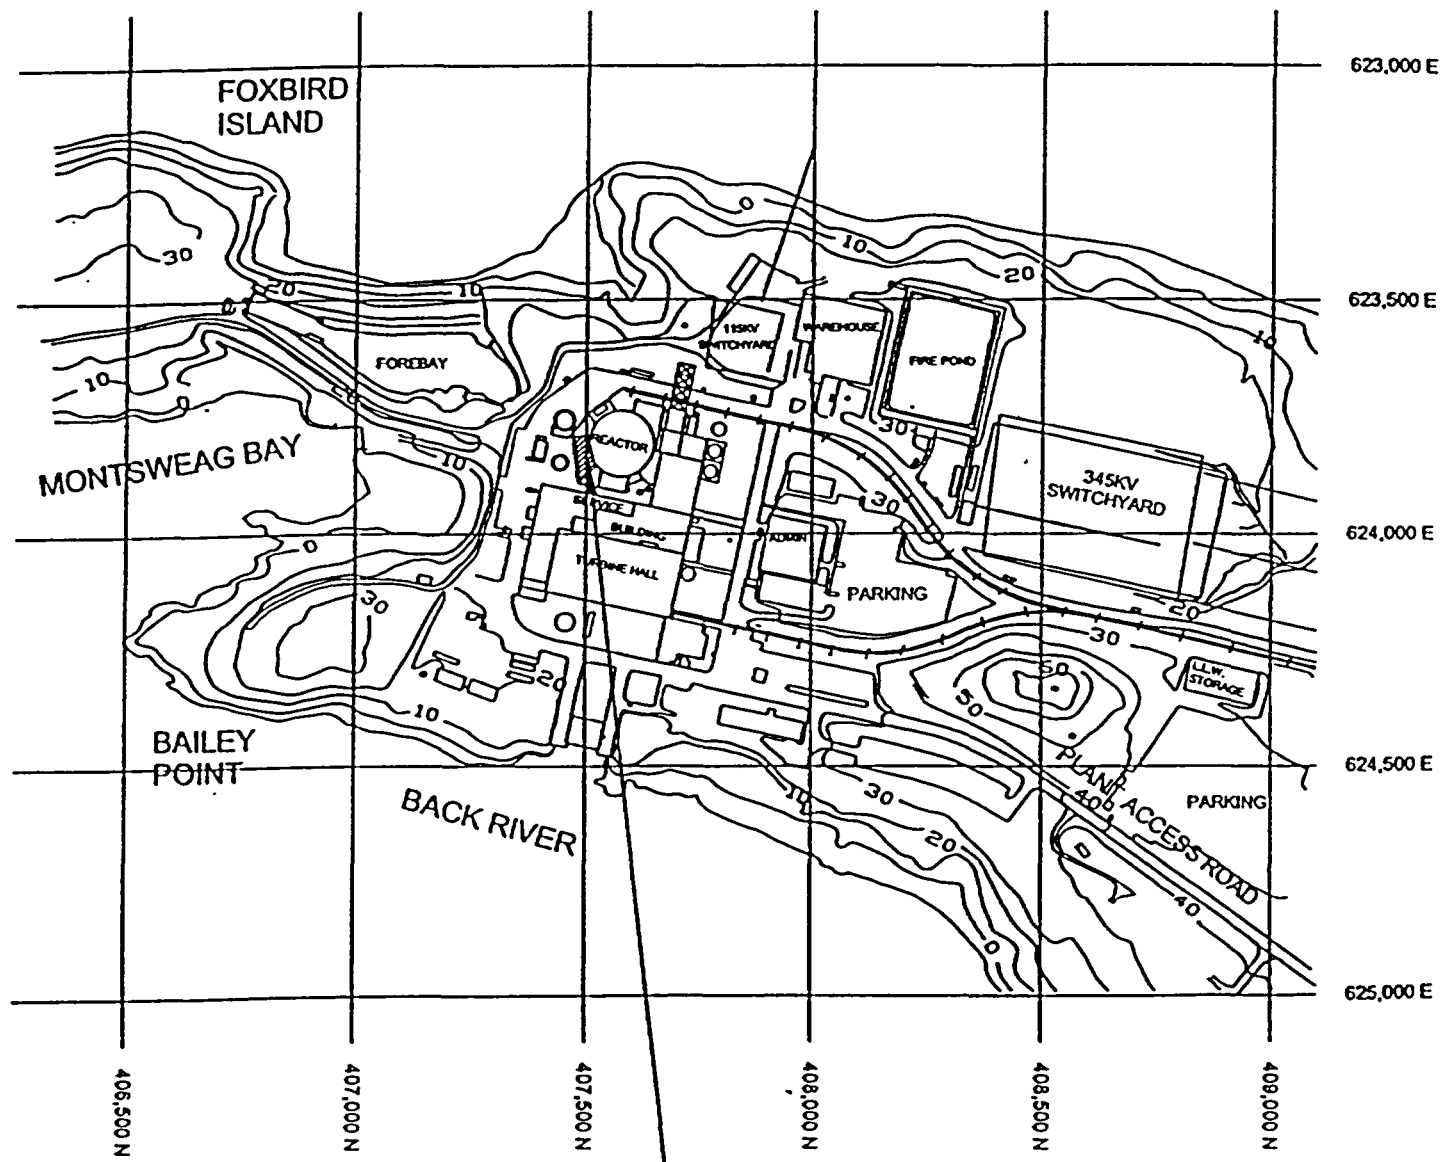 623,000 E
FOXBIRD
ISLAND
0
10
20
30
20
10
623,500 E
115KV
SWITCHYARD
WAREHOUSE
FIRE POND
10
FOREBAY
10
20
30
REACTOR
MONTSWEAG BAY
10
345KV
SWITCHYARD
30
SERVICE
BUILDING
ADMIN
624,000 E
0
TURBINE HALL
PARKING
30
20
30
60
L.L.W.
STORAGE
20
50
10
BAILEY
POINT
624,500 E
PLANT ACCESS ROAD
BACK RIVER
10
30
40
PARKING
20
40
0
625,000 E
406,500 N
407,000 N
407,500 N
408,000 N
408,500 N
409,000 N